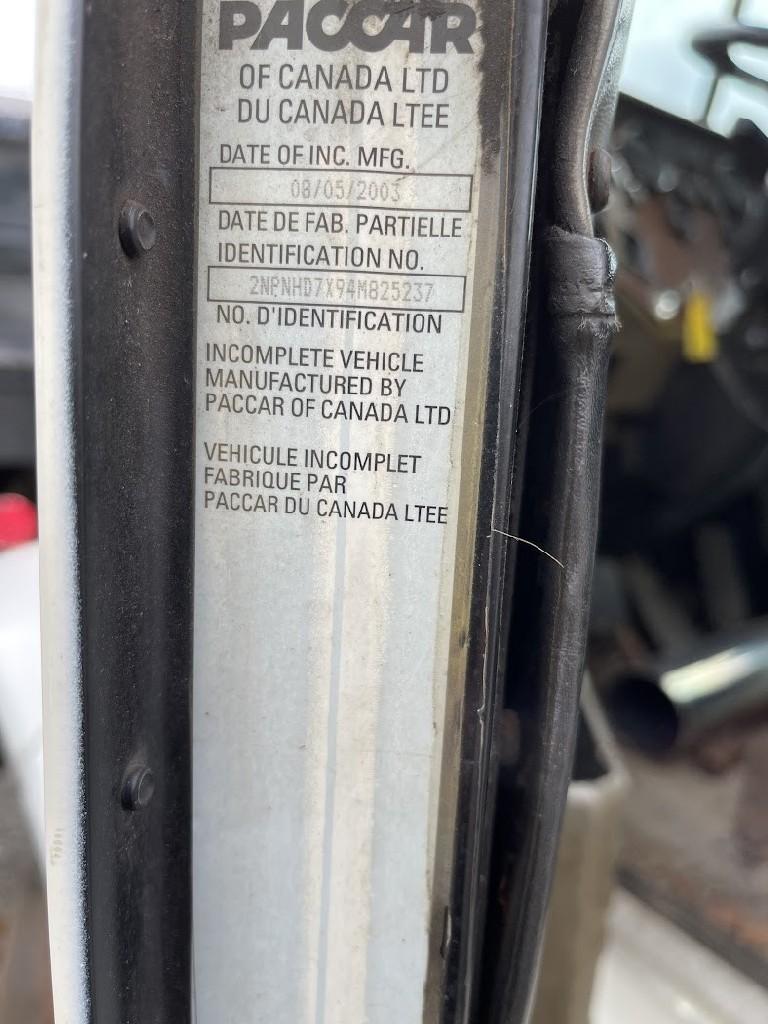 PACCAR
OF CANADA LTD
DU CANADA LTEE
DATE OF INC. MFG.
08/05/2003
DATE DE FAB. PARTIELLE
IDENTIFICATION NO.
2NPNHD7X94M825237
NO. D'IDENTIFICATION
INCOMPLETE VEHICLE
MANUFACTURED BY
PACCAR OF CANADA LTD
VEHICULE INCOMPLET
FABRIQUE PAR
PACCAR DU CANADA LTEE